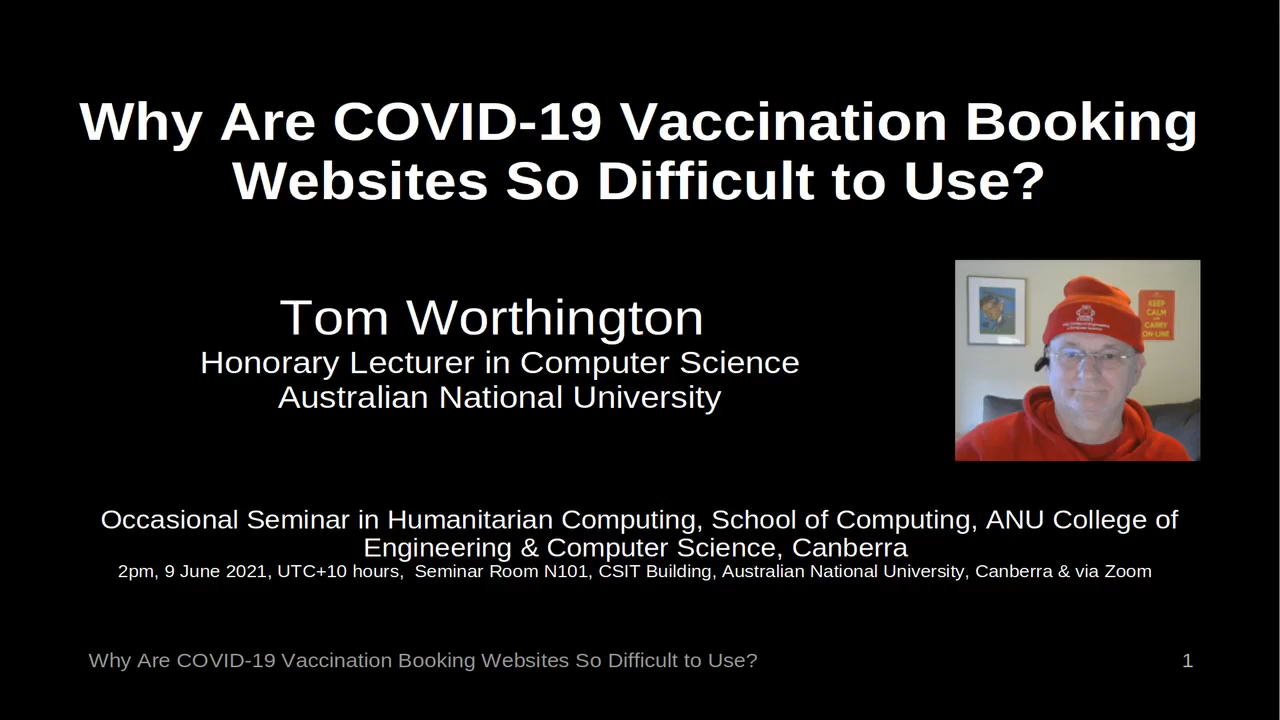 Why Are COVID-19 Vaccination Booking
Websites So Difficult to Use?
Tom Worthington
Honorary Lecturer in Computer Science
Australian National University
KEEP
CALM
CARRY
ON-LINE
Occasional Seminar in Humanitarian Computing, School of Computing, ANU College of
Engineering & Computer Science, Canberra
2pm, 9 June 2021, UTC+10 hours,  Seminar Room N101, CSIT Building, Australian National University, Canberra & via Zoom
Why Are COVID-19 Vaccination Booking Websites So Difficult to Use?
1